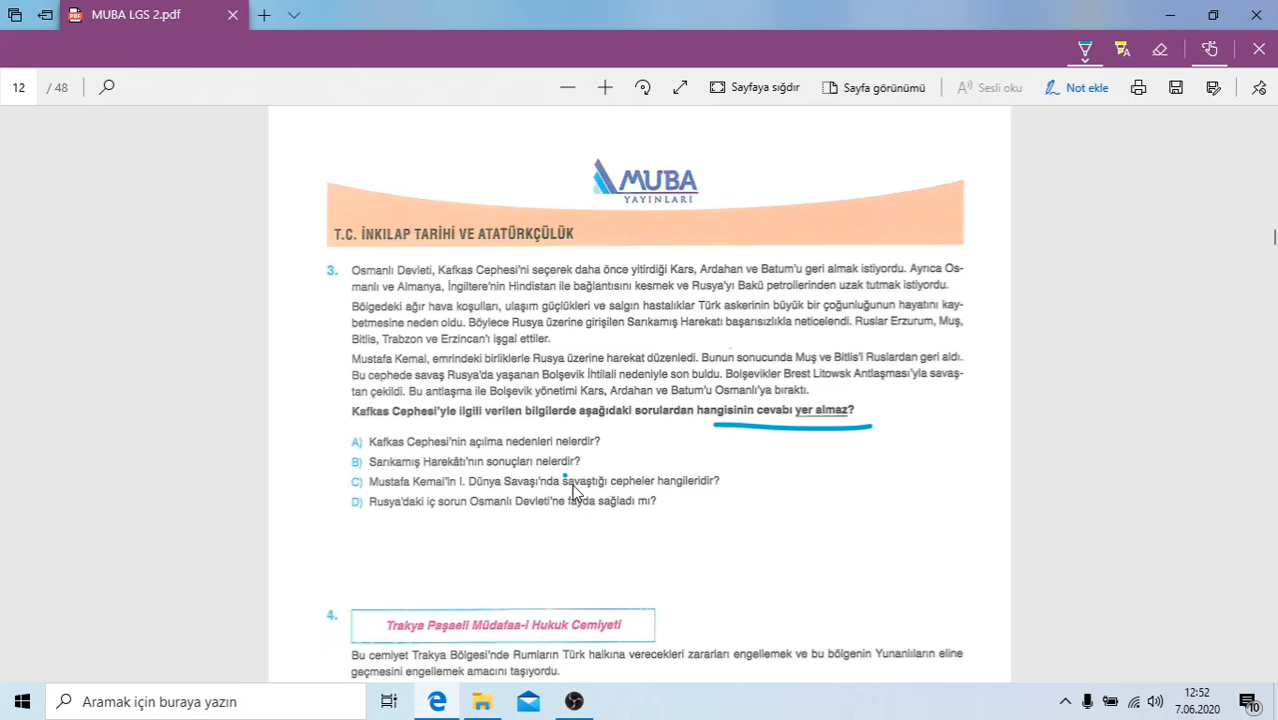 MUBA LGS 2.pdf
12 / 48
Sayfaya sığdır
Sayfa görünümü
Sesli oku
Not ekle
MUBA
YAYINLARI
T.C. İNKILAP TARİHİ VE ATATÜRKÇÜLÜK
3. Osmanlı Devleti, Kafkas Cephesi'ni seçerek daha önce yitirdiği Kars, Ardahan ve Batum'u geri almak istiyordu. Ayrıca Os-
manlı ve Almanya, İngiltere'nin Hindistan ile bağlantısını kesmek ve Rusya'yı Bakü petrollerinden uzak tutmak istiyordu.
Bölgedeki ağır hava koşulları, ulaşım güçlükleri ve salgın hastalıklar Türk askerinin büyük bir çoğunluğunun hayatını kay-
betmesine neden oldu. Böylece Rusya üzerine girişilen Sarıkamış Harekatı başarısızlıkla neticelendi. Ruslar Erzurum, Muş,
Bitlis, Trabzon ve Erzincan'ı işgal ettiler.
Mustafa Kemal, emrindeki birliklerle Rusya üzerine harekat düzenledi. Bunun sonucunda Muş ve Bitlis'i Ruslardan geri aldı.
Bu cephede savaş Rusya'da yaşanan Bolşevik İhtilali nedeniyle son buldu. Bolşevikler Brest Litowsk Antlaşması'yla savaş-
tan çekildi. Bu antlaşma ile Bolşevik yönetimi Kars, Ardahan ve Batum'u Osmanlı'ya bıraktı.
Kafkas Cephesi'yle ilgili verilen bilgilerde aşağıdaki sorulardan hangisinin cevabı yer almaz?
A) Kafkas Cephesi'nin açılma nedenleri nelerdir?
B) Sarıkamış Harekâtı'nın sonuçları nelerdir?
C) Mustafa Kemal'in I. Dünya Savaşı'nda savaştığı cepheler hangileridir?
D) Rusya'daki iç sorun Osmanlı Devleti'ne fayda sağladı mı?
4. Trakya Paşaeli Müdafaa-i Hukuk Cemiyeti
Bu cemiyet Trakya Bölgesi'nde Rumların Türk halkına verecekleri zararları engellemek ve bu bölgenin Yunanlıların eline
geçmesini engellemek amacını taşıyordu.
Aramak için buraya yazın
12:52
7.06.2020
10